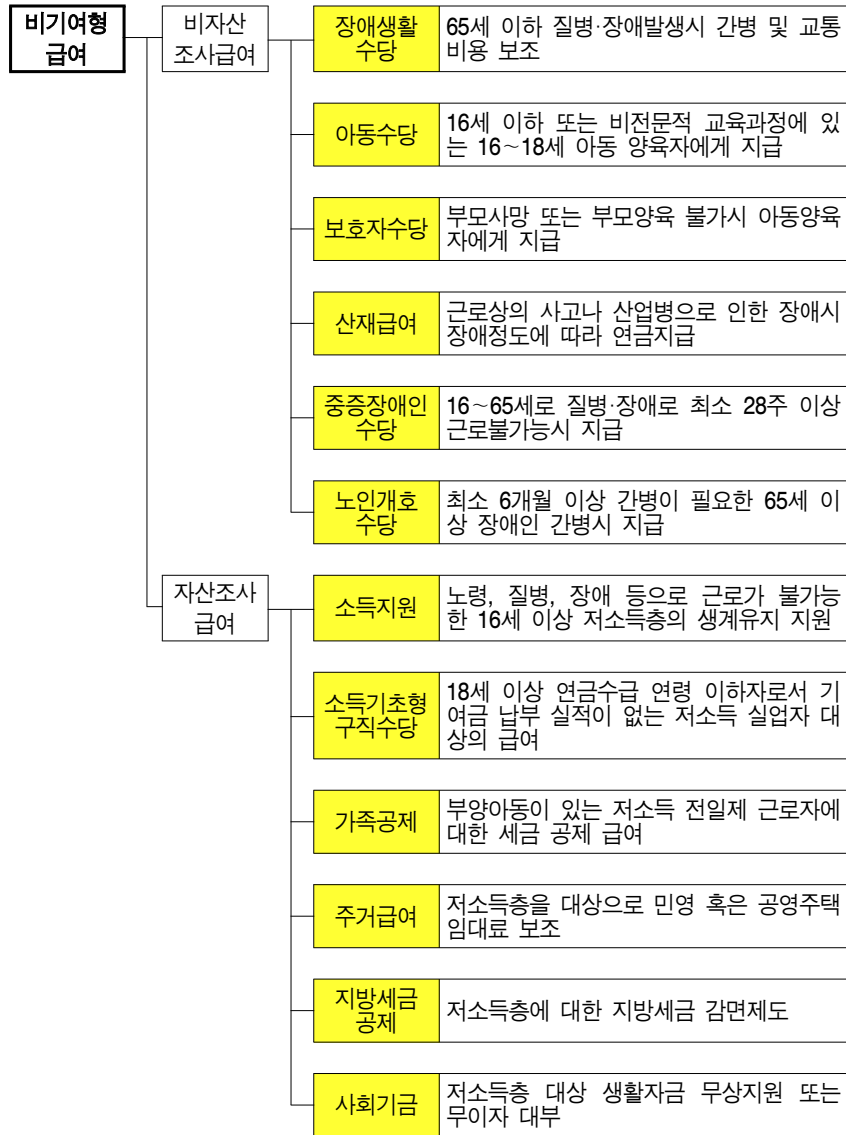 비기여형
급여
비자산
조사급여
장애생활
수당
65세 이하 질병·장애발생시 간병 및 교통
비용 보조
아동수당
16세 이하 또는 비전문적 교육과정에 있
는 16~18세 아동 양육자에게 지급
보호자수당
부모사망 또는 부모양육 불가시 아동양육
자에게 지급
산재급여
근로상의 사고나 산업병으로 인한 장애시
장애정도에 따라 연금지급
중증장애인
수당
16~65세로 질병·장애로 최소 28주 이상
근로불가능시 지급
노인개호
수당
최소 6개월 이상 간병이 필요한 65세 이
상 장애인 간병시 지급
자산조사
급여
소득지원
노령, 질병, 장애 등으로 근로가 불가능
한 16세 이상 저소득층의 생계유지 지원
소득기초형
구직수당
18세 이상 연금수급 연령 이하자로서 기
여금 납부 실적이 없는 저소득 실업자 대
상의 급여
가족공제
부양아동이 있는 저소득 전일제 근로자에
대한 세금 공제 급여
주거급여
저소득층을 대상으로 민영 혹은 공영주택
임대료 보조
지방세금
공제
저소득층에 대한 지방세금 감면제도
사회기금
저소득층 대상 생활자금 무상지원 또는
무이자 대부